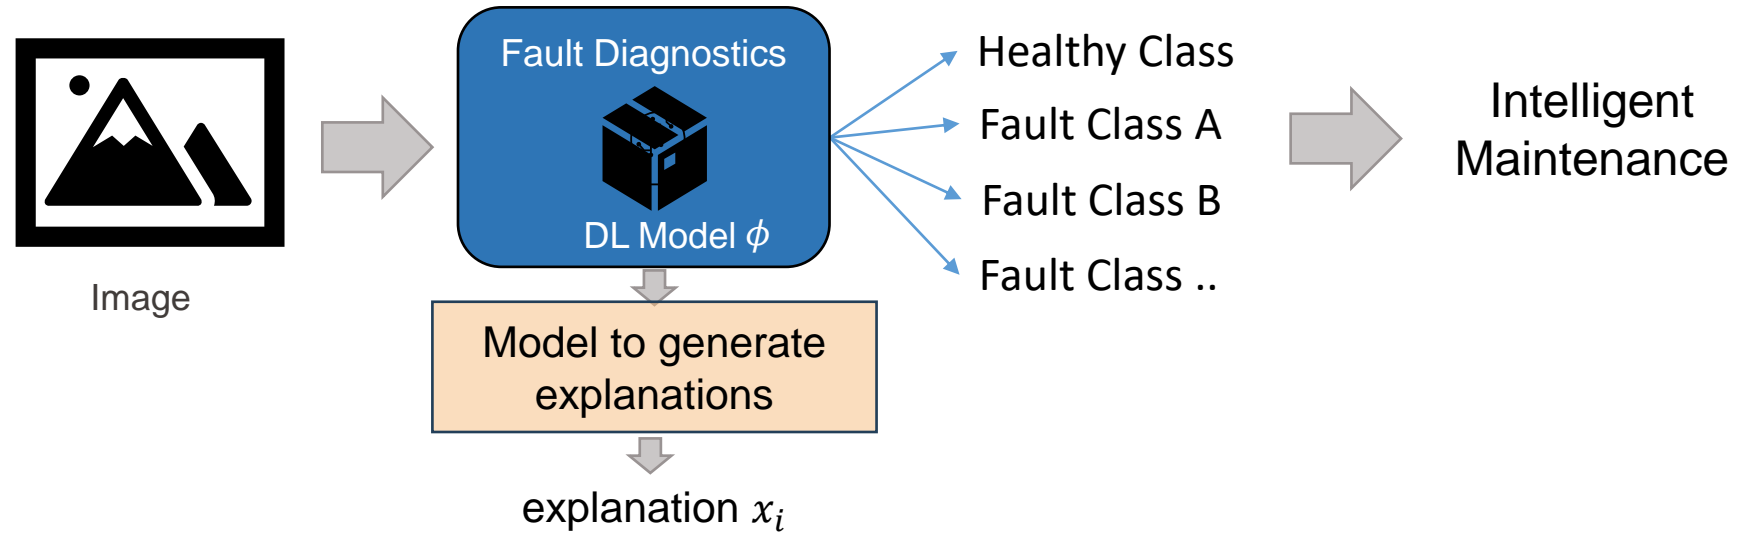 Image
Fault Diagnostics
DL Model ϕ
Healthy Class
Fault Class A
Fault Class B
Fault Class ..
Intelligent
Maintenance
Model to generate
explanations
explanation xᵢ